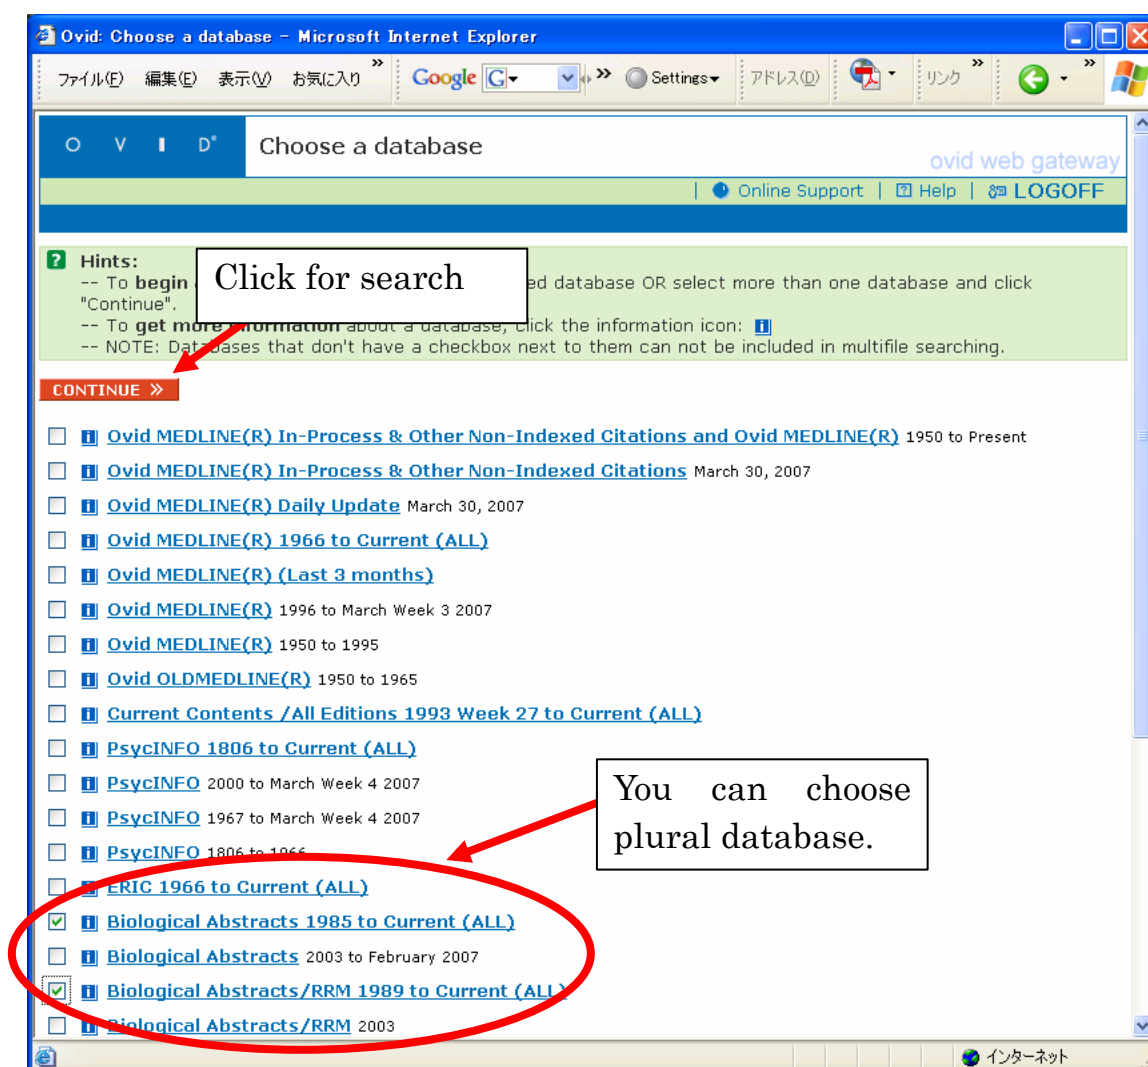 Ovid: Choose a database - Microsoft Internet Explorer
ファイル(F) 編集(E) 表示(V) お気に入り » Google G » Settings アドレス(D) リンク » »
O V I D® Choose a database
ovid web gateway
| Online Support | ? Help | LOGOFF
? Hints:
-- To begin ed database OR select more than one database and click
"Continue".
-- To get more information about a database, click the information icon: i
-- NOTE: Databases that don't have a checkbox next to them can not be included in multifile searching.
Click for search
CONTINUE »
i Ovid MEDLINE(R) In-Process & Other Non-Indexed Citations and Ovid MEDLINE(R) 1950 to Present
i Ovid MEDLINE(R) In-Process & Other Non-Indexed Citations March 30, 2007
i Ovid MEDLINE(R) Daily Update March 30, 2007
i Ovid MEDLINE(R) 1966 to Current (ALL)
i Ovid MEDLINE(R) (Last 3 months)
i Ovid MEDLINE(R) 1996 to March Week 3 2007
i Ovid MEDLINE(R) 1950 to 1995
i Ovid OLDMEDLINE(R) 1950 to 1965
i Current Contents /All Editions 1993 Week 27 to Current (ALL)
i PsycINFO 1806 to Current (ALL)
i PsycINFO 2000 to March Week 4 2007
i PsycINFO 1967 to March Week 4 2007
i PsycINFO 1806 to 1966
You can choose
plural database.
i ERIC 1966 to Current (ALL)
i Biological Abstracts 1985 to Current (ALL)
i Biological Abstracts 2003 to February 2007
i Biological Abstracts/RRM 1989 to Current (ALL)
i Biological Abstracts/RRM 2003
インターネット